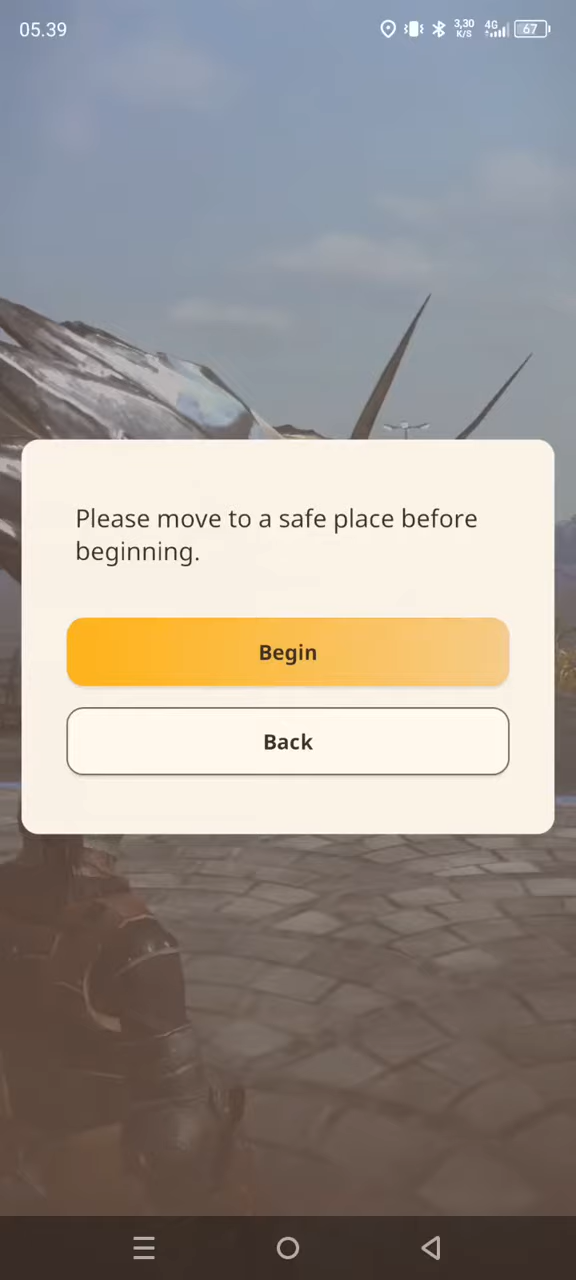 05.39
3,30
K/S
4G
67
Please move to a safe place before
beginning.
Begin
Back